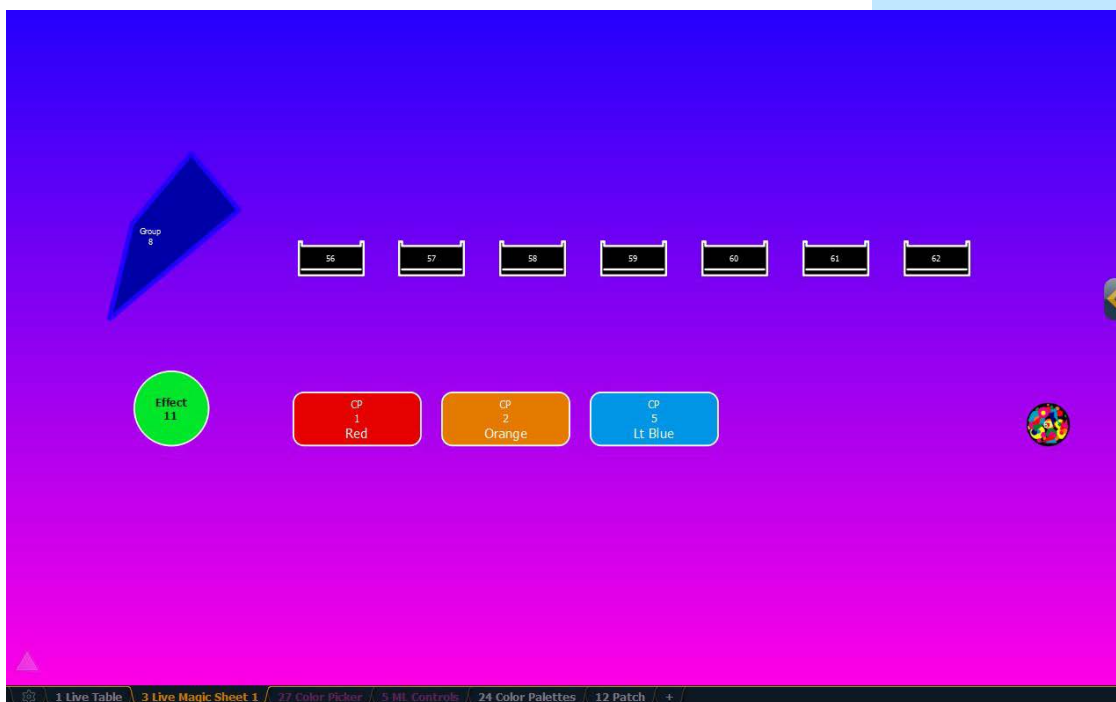 Group
8
56
57
58
59
60
61
62
Effect
11
CP
1
Red
CP
2
Orange
CP
5
Lt Blue
1 Live Table
3 Live Magic Sheet 1
27 Color Picker
5 ML Controls
24 Color Palettes
12 Patch
+